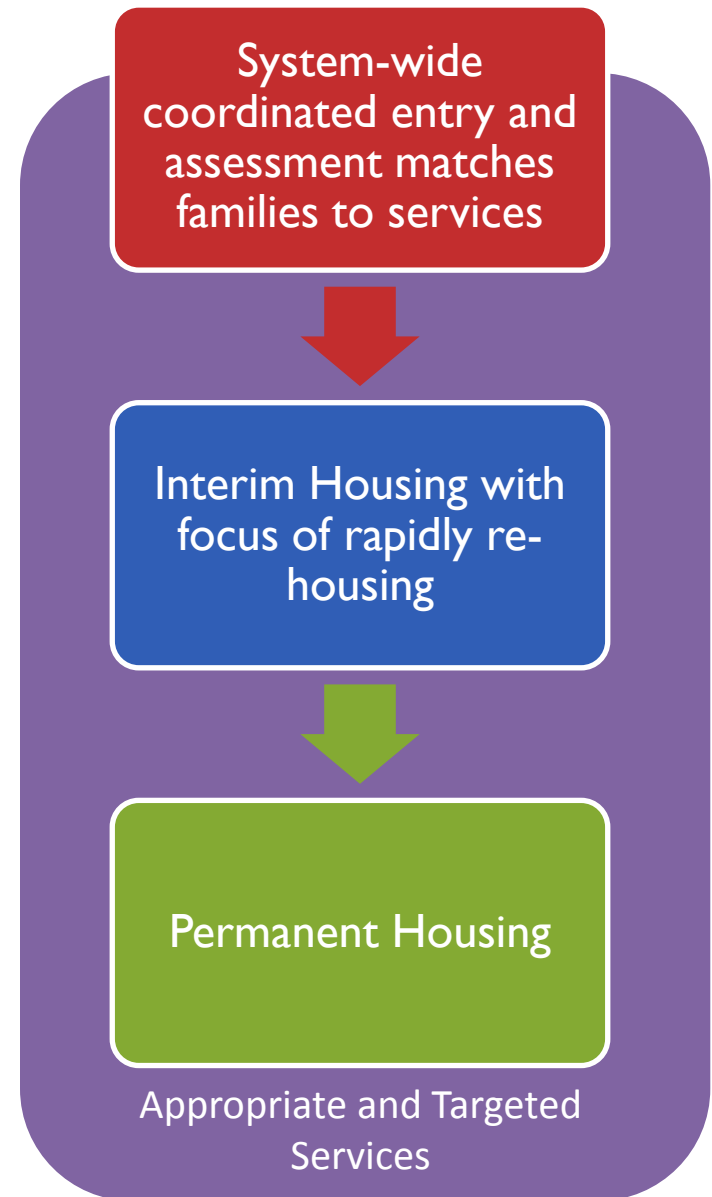 System-wide
coordinated entry and
assessment matches
families to services
Interim Housing with
focus of rapidly re-
housing
Permanent Housing
Appropriate and Targeted
Services